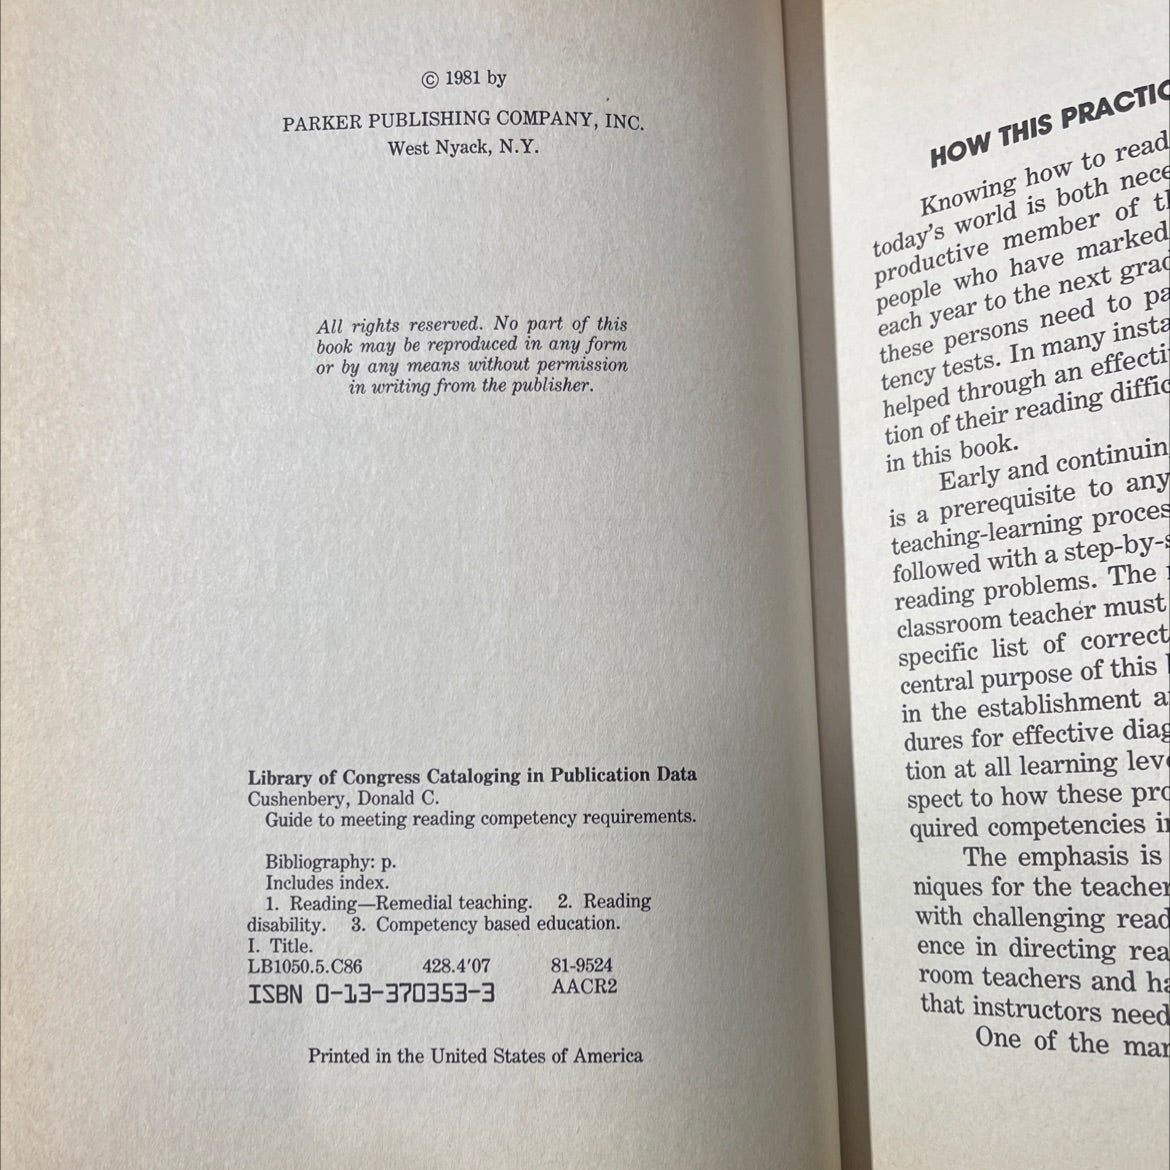 © 1981 by
PARKER PUBLISHING COMPANY, INC.
West Nyack, N.Y.
All rights reserved. No part of this
book may be reproduced in any form
or by any means without permission
in writing from the publisher.
Library of Congress Cataloging in Publication Data
Cushenbery, Donald C.
Guide to meeting reading competency requirements.
Bibliography: p.
Includes index.
1. Reading—Remedial teaching. 2. Reading
disability. 3. Competency based education.
I. Title.
LB1050.5.C86 428.4'07 81-9524
ISBN 0-13-370353-3 AACR2
Printed in the United States of America
HOW THIS PRACTIC
Knowing how to read
today's world is both nece
productive member of th
people who have marked
each year to the next grad
these persons need to pa
tency tests. In many insta
helped through an effecti
tion of their reading diffic
in this book.
Early and continuin
is a prerequisite to any
teaching-learning proces
followed with a step-by-s
reading problems. The
classroom teacher must
specific list of correct
central purpose of this
in the establishment a
dures for effective diag
tion at all learning leve
spect to how these pro
quired competencies in
The emphasis is
niques for the teacher
with challenging read
ence in directing rea
room teachers and ha
that instructors need
One of the mar